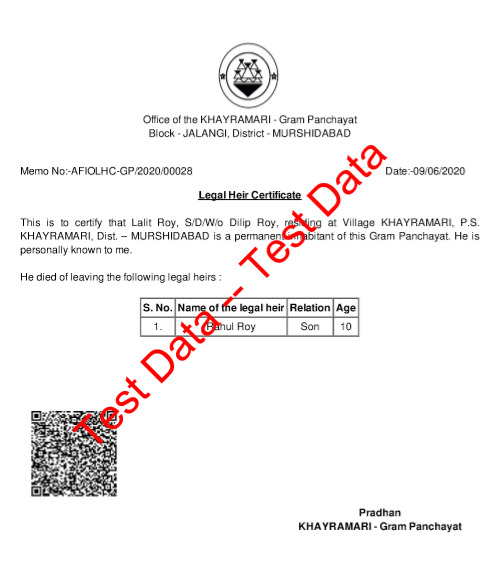 Office of the KHAYRAMARI - Gram Panchayat
Block - JALANGI, District - MURSHIDABAD
Memo No:-AFIOLHC-GP/2020/00028 Date:-09/06/2020
Legal Heir Certificate
This is to certify that Lalit Roy, S/D/W/o Dilip Roy, residing at Village KHAYRAMARI, P.S.
KHAYRAMARI, Dist. – MURSHIDABAD is a permanent inhabitant of this Gram Panchayat. He is
personally known to me.
He died of leaving the following legal heirs :
S. No. Name of the legal heir Relation Age
1. Rahul Roy Son 10
Test Data -- Test Data
Pradhan
KHAYRAMARI - Gram Panchayat